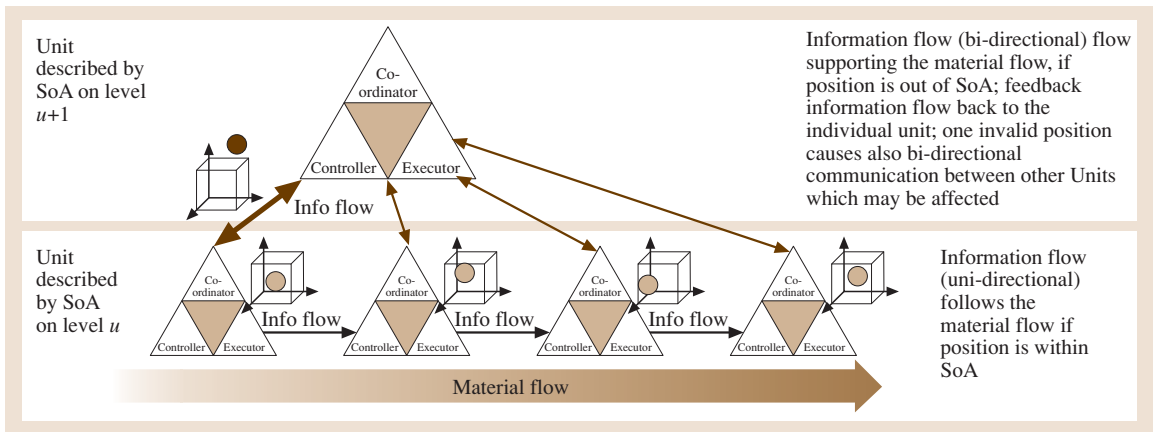 Unit
described by
SoA on level
u+1
Co-
ordinator
Controller
Executor
Info flow
Information flow (bi-directional) flow
supporting the material flow, if
position is out of SoA; feedback
information flow back to the
individual unit; one invalid position
causes also bi-directional
communication between other Units
which may be affected
Unit
described
by SoA
on level u
Co-
ordinator
Controller
Executor
Info flow
Co-
ordinator
Controller
Executor
Info flow
Co-
ordinator
Controller
Executor
Info flow
Co-
ordinator
Controller
Executor
Information flow
(uni-directional)
follows the
material flow if
position is within
SoA
Material flow